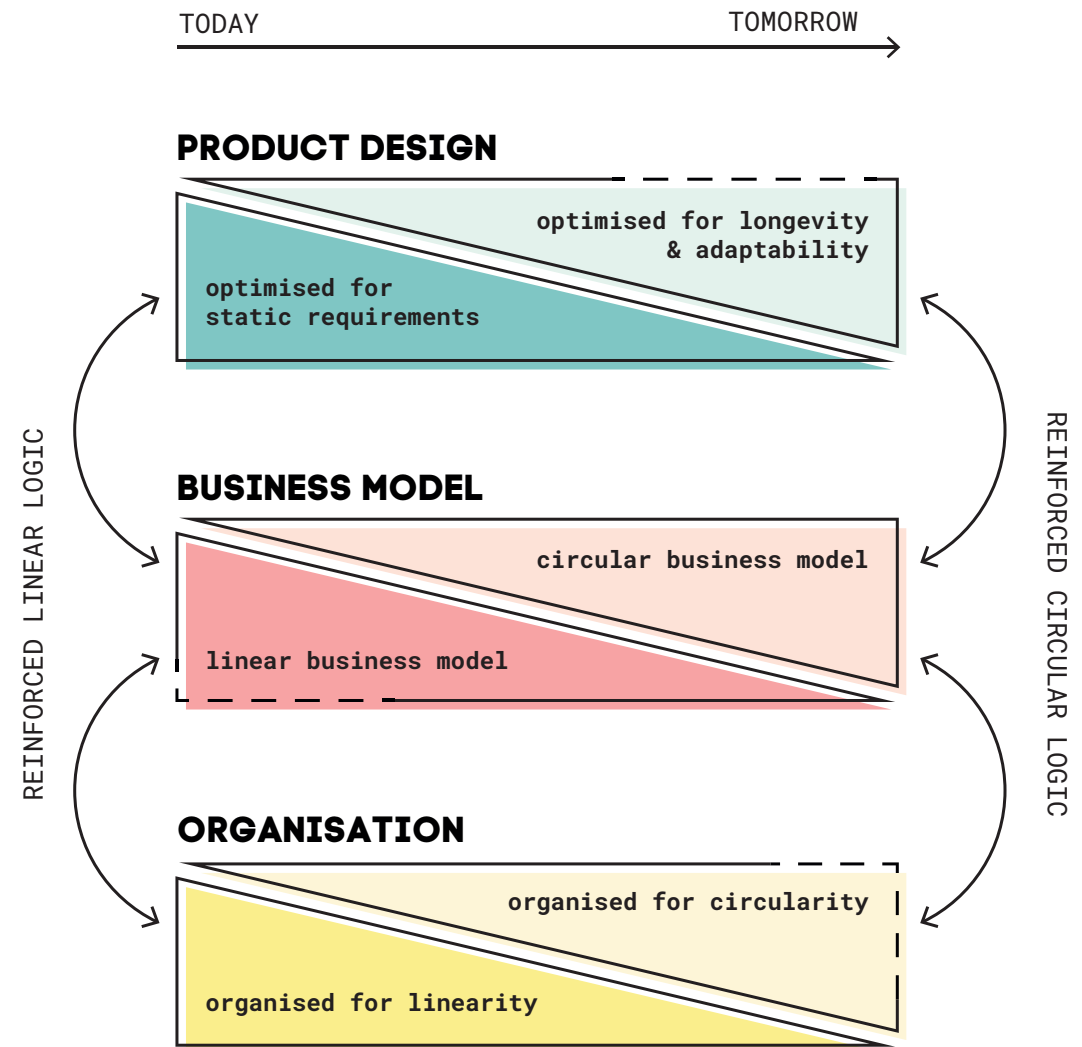 TODAY
TOMORROW
PRODUCT DESIGN
optimised for longevity
& adaptability
optimised for
static requirements
REINFORCED LINEAR LOGIC
REINFORCED CIRCULAR LOGIC
BUSINESS MODEL
circular business model
linear business model
ORGANISATION
organised for circularity
organised for linearity